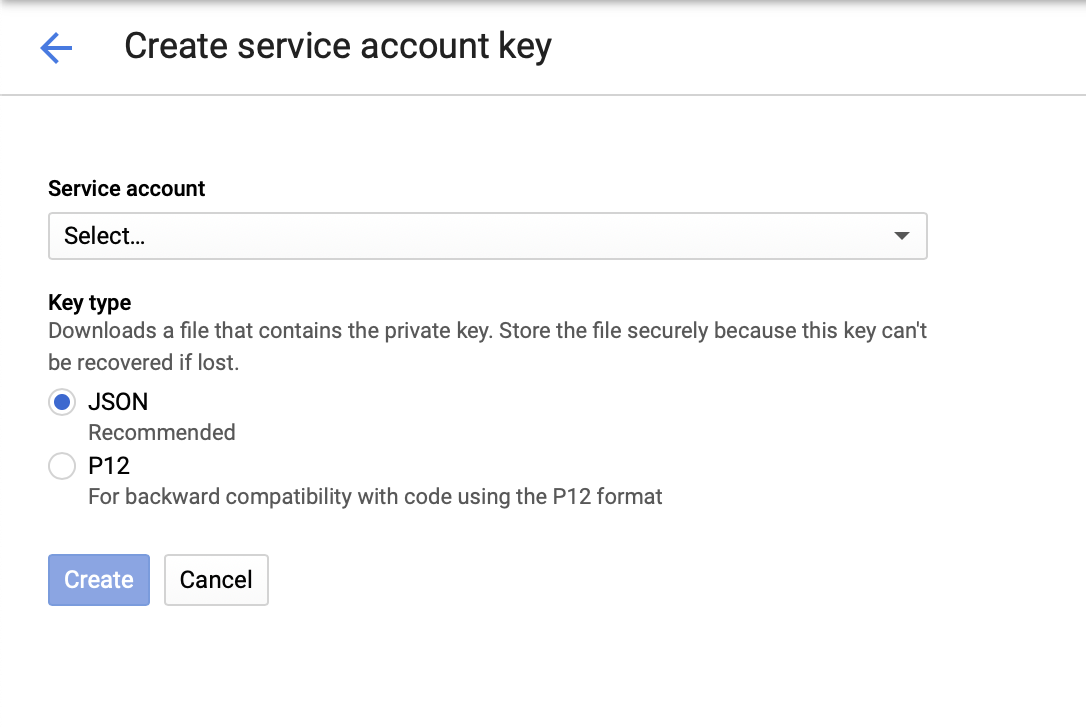 Create service account key
Service account
Select...
Key type
Downloads a file that contains the private key. Store the file securely because this key can't
be recovered if lost.
JSON
Recommended
P12
For backward compatibility with code using the P12 format
Create
Cancel